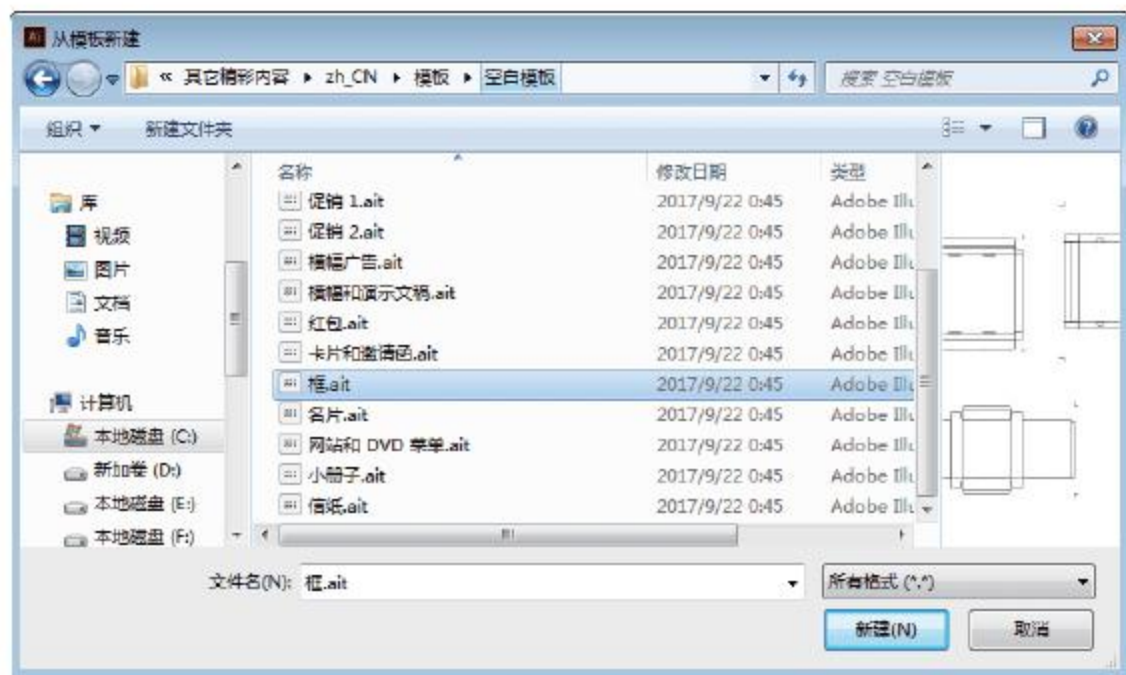 Ai 从模板新建
« 其它精彩内容 ▸ zh_CN ▸ 模板 ▸ 空白模板
搜索 空白模板
组织 新建文件夹
名称 修改日期 类型
库
视频
图片
文档
音乐
计算机
本地磁盘 (C:)
新加卷 (D:)
本地磁盘 (E:)
本地磁盘 (F:)
促销 1.ait 2017/9/22 0:45 Adobe Illu
促销 2.ait 2017/9/22 0:45 Adobe Illu
横幅广告.ait 2017/9/22 0:45 Adobe Illu
横幅和演示文稿.ait 2017/9/22 0:45 Adobe Illu
红包.ait 2017/9/22 0:45 Adobe Illu
卡片和邀请函.ait 2017/9/22 0:45 Adobe Illu
框.ait 2017/9/22 0:45 Adobe Illu
名片.ait 2017/9/22 0:45 Adobe Illu
网站和 DVD 菜单.ait 2017/9/22 0:45 Adobe Illu
小册子.ait 2017/9/22 0:45 Adobe Illu
信纸.ait 2017/9/22 0:45 Adobe Illu
文件名(N): 框.ait
所有格式 (*.*)
新建(N) 取消